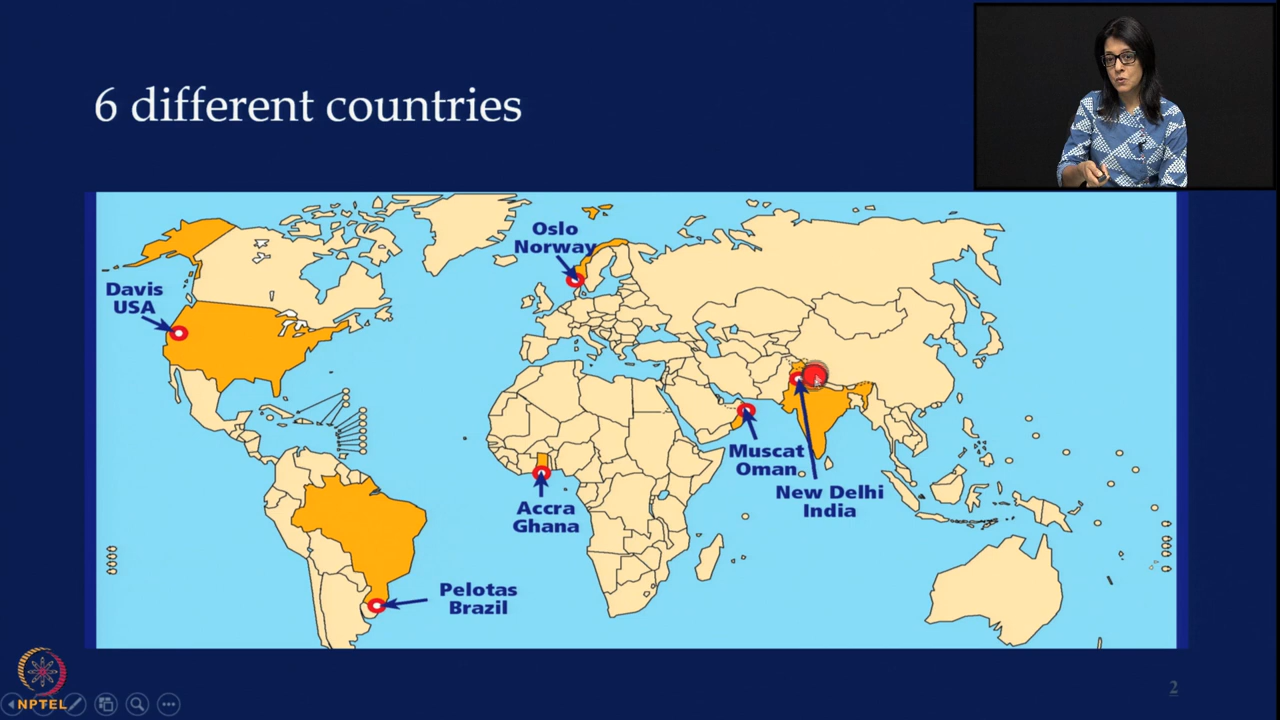 6 different countries
Oslo
Norway
Davis
USA
Muscat
Oman
New Delhi
India
Accra
Ghana
Pelotas
Brazil
NPTEL
2